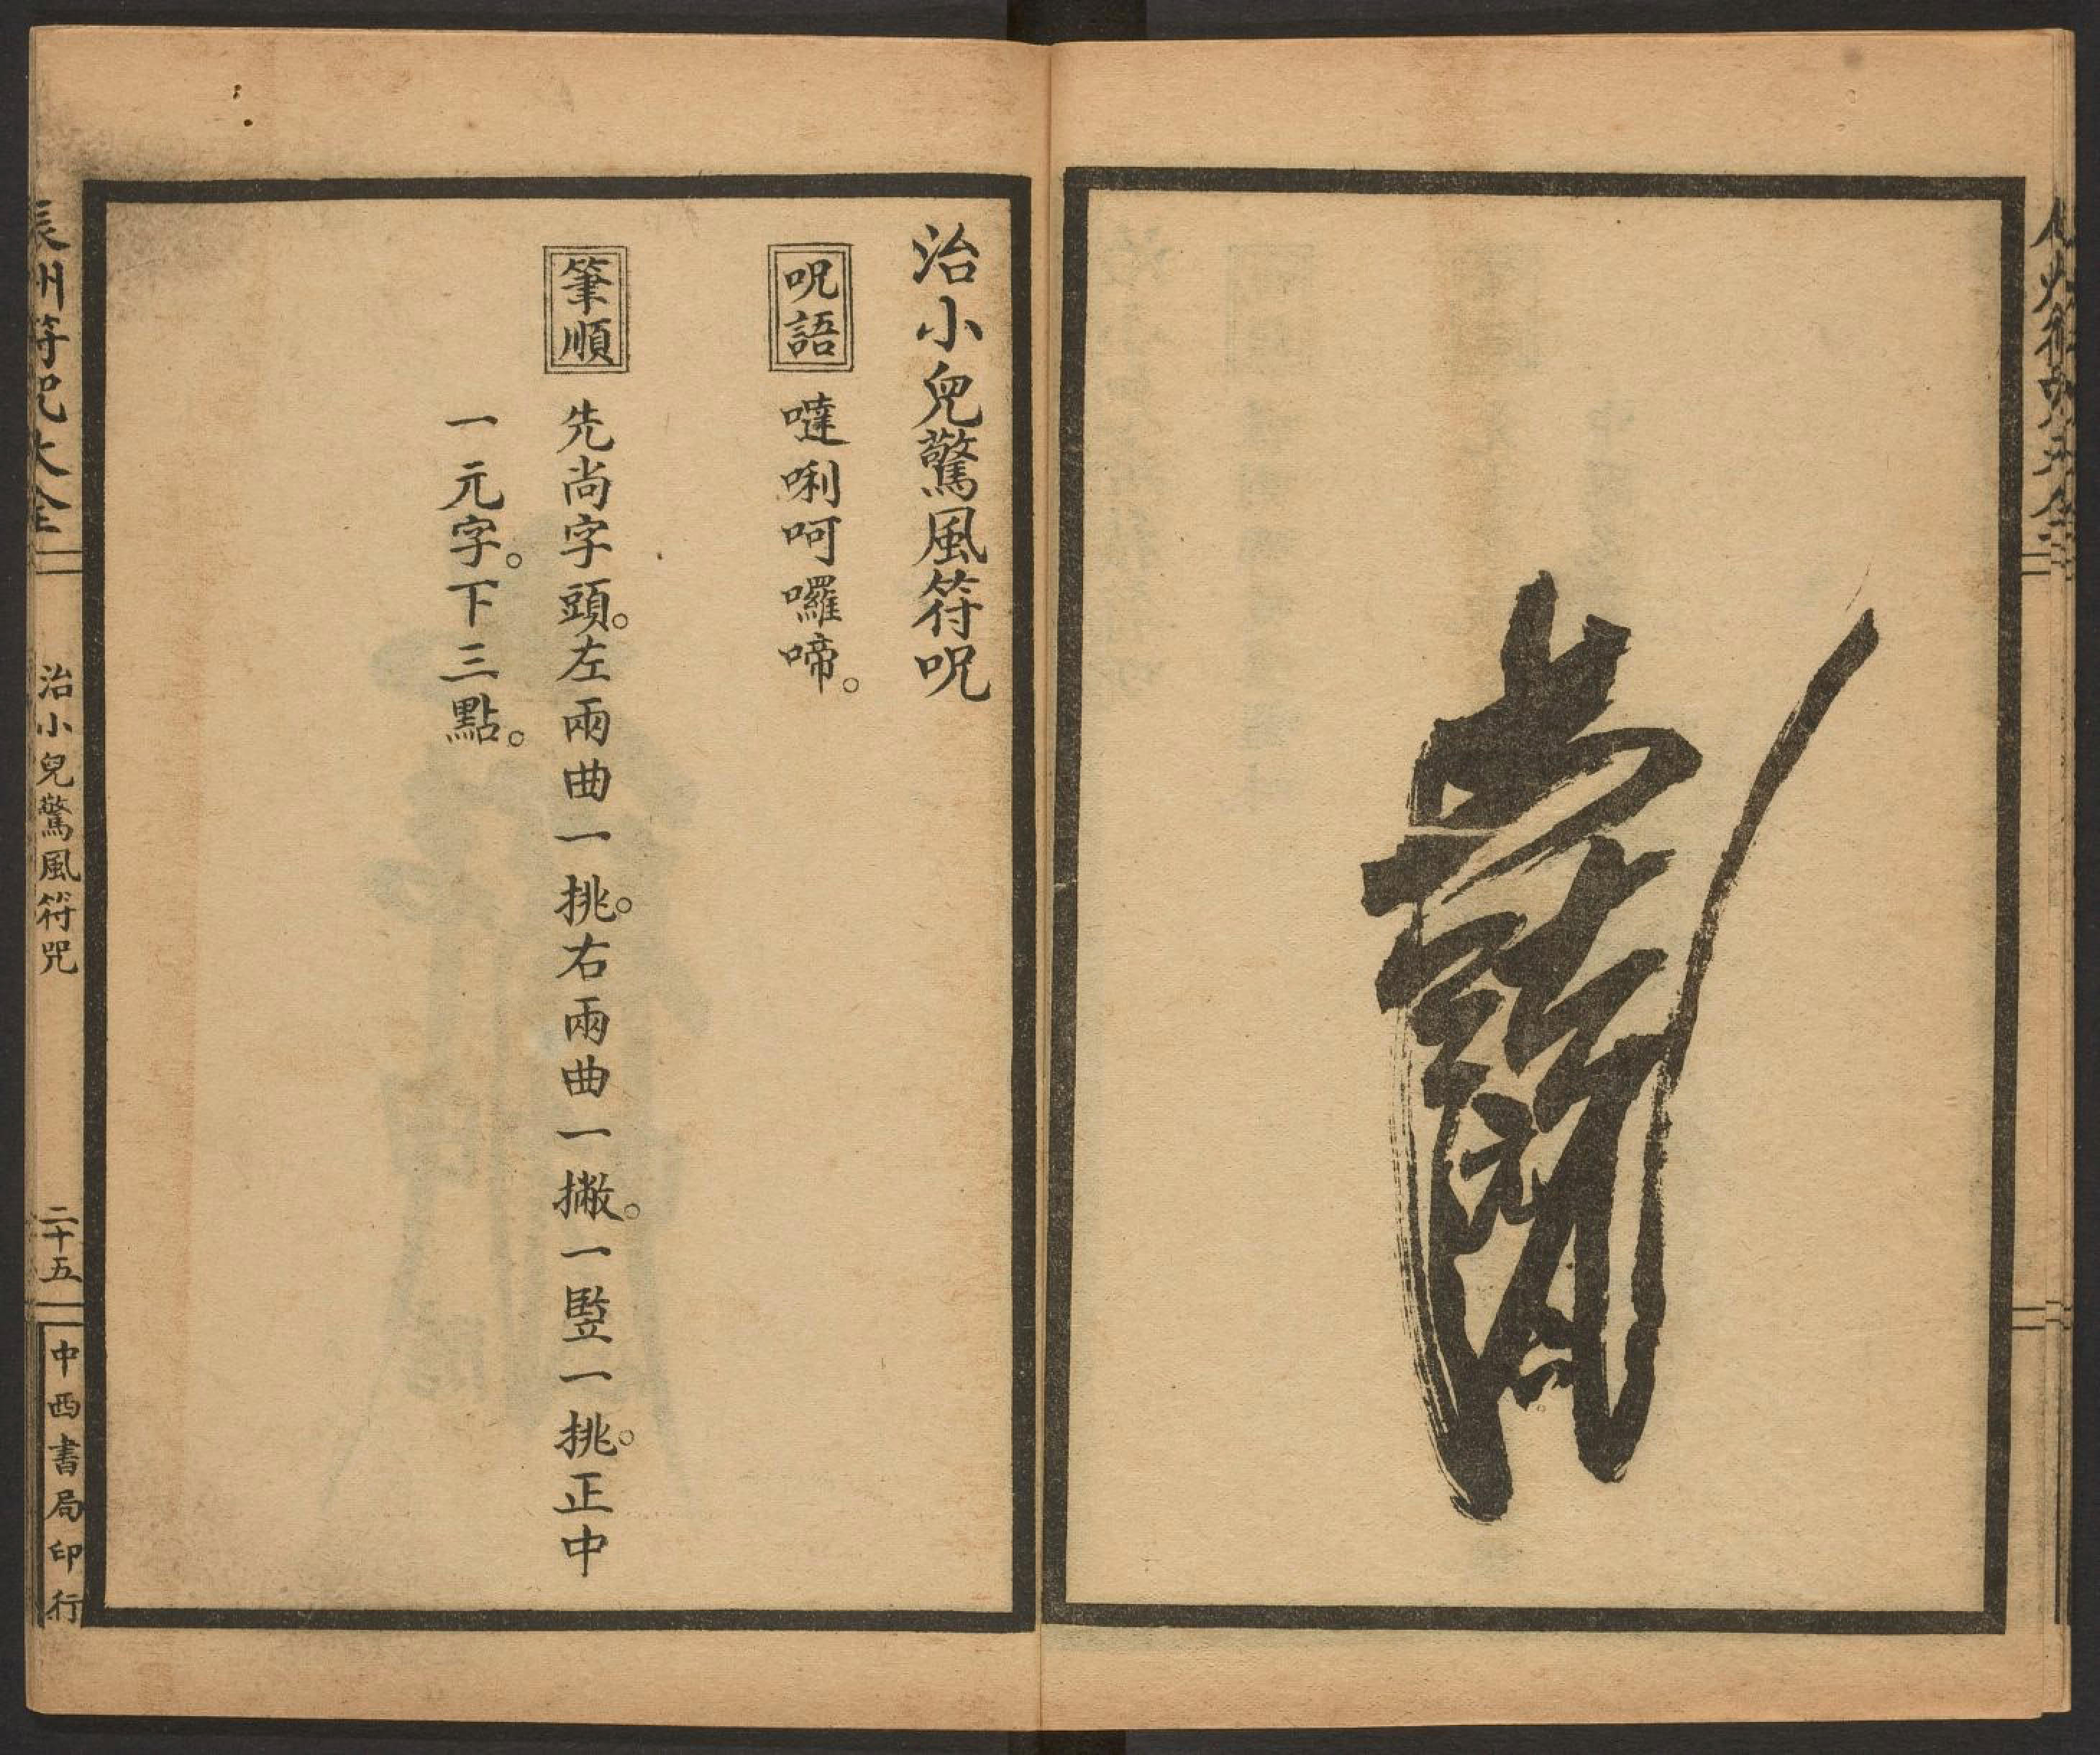 治小兒驚風符呪
呪語
噠唎呵囉啼。
筆順
先尚字頭。左兩曲一挑。右兩曲一撇。一竪一挑。正中
一元字。下三點。
辰州符咒大全
治小兒驚風符咒
二十五
中西書局印行